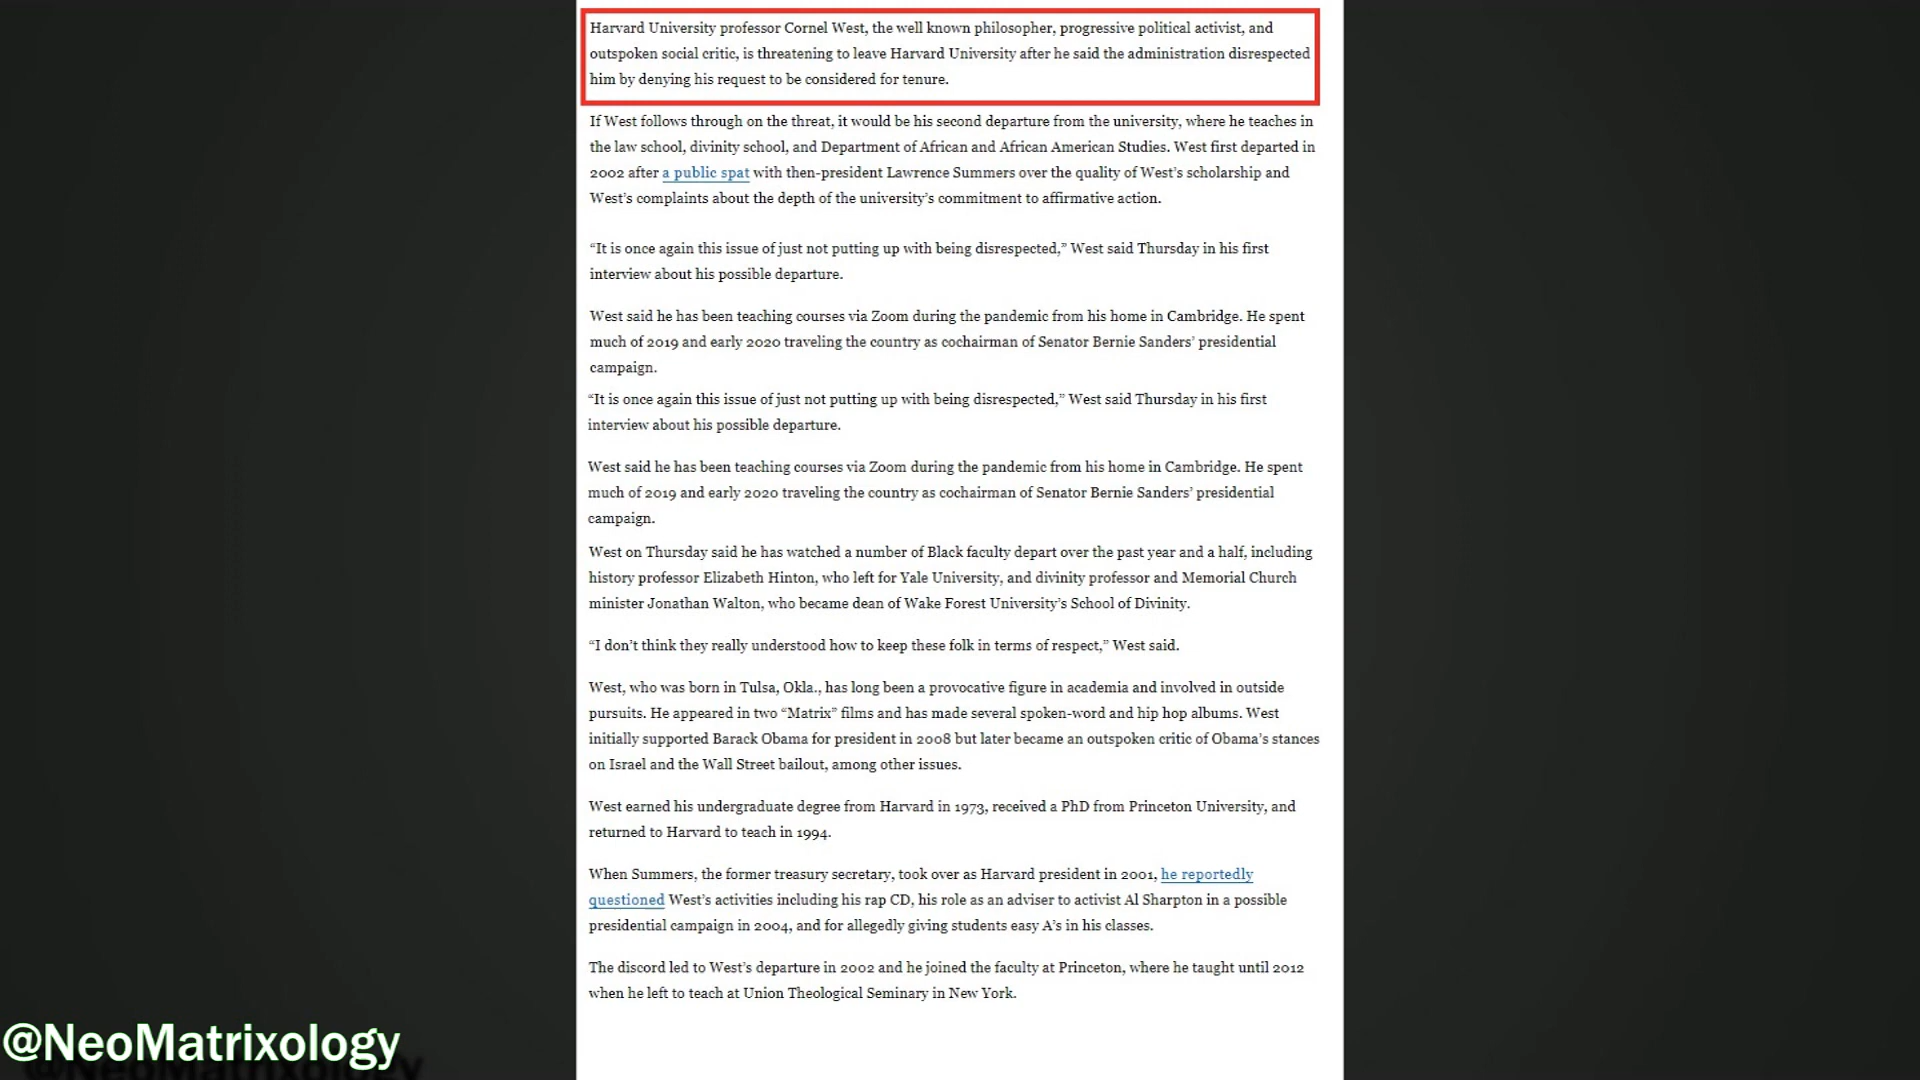 Harvard University professor Cornel West, the well known philosopher, progressive political activist, and
outspoken social critic, is threatening to leave Harvard University after he said the administration disrespected
him by denying his request to be considered for tenure.
If West follows through on the threat, it would be his second departure from the university, where he teaches in
the law school, divinity school, and Department of African and African American Studies. West first departed in
2002 after a public spat with then-president Lawrence Summers over the quality of West’s scholarship and
West’s complaints about the depth of the university’s commitment to affirmative action.
“It is once again this issue of just not putting up with being disrespected,” West said Thursday in his first
interview about his possible departure.
West said he has been teaching courses via Zoom during the pandemic from his home in Cambridge. He spent
much of 2019 and early 2020 traveling the country as cochairman of Senator Bernie Sanders’ presidential
campaign.
“It is once again this issue of just not putting up with being disrespected,” West said Thursday in his first
interview about his possible departure.
West said he has been teaching courses via Zoom during the pandemic from his home in Cambridge. He spent
much of 2019 and early 2020 traveling the country as cochairman of Senator Bernie Sanders’ presidential
campaign.
West on Thursday said he has watched a number of Black faculty depart over the past year and a half, including
history professor Elizabeth Hinton, who left for Yale University, and divinity professor and Memorial Church
minister Jonathan Walton, who became dean of Wake Forest University’s School of Divinity.
“I don’t think they really understood how to keep these folk in terms of respect,” West said.
West, who was born in Tulsa, Okla., has long been a provocative figure in academia and involved in outside
pursuits. He appeared in two “Matrix” films and has made several spoken-word and hip hop albums. West
initially supported Barack Obama for president in 2008 but later became an outspoken critic of Obama’s stances
on Israel and the Wall Street bailout, among other issues.
West earned his undergraduate degree from Harvard in 1973, received a PhD from Princeton University, and
returned to Harvard to teach in 1994.
When Summers, the former treasury secretary, took over as Harvard president in 2001, he reportedly
questioned West’s activities including his rap CD, his role as an adviser to activist Al Sharpton in a possible
presidential campaign in 2004, and for allegedly giving students easy A’s in his classes.
The discord led to West’s departure in 2002 and he joined the faculty at Princeton, where he taught until 2012
when he left to teach at Union Theological Seminary in New York.
@NeoMatrixology